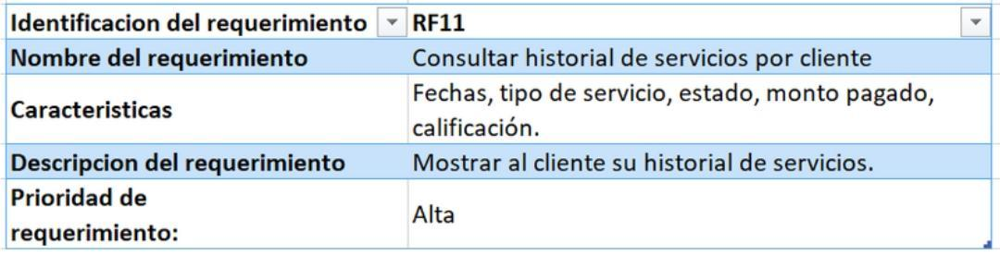 Identificacion del requerimiento RF11
Nombre del requerimiento Consultar historial de servicios por cliente
Caracteristicas Fechas, tipo de servicio, estado, monto pagado,
calificación.
Descripcion del requerimiento Mostrar al cliente su historial de servicios.
Prioridad de
requerimiento: Alta